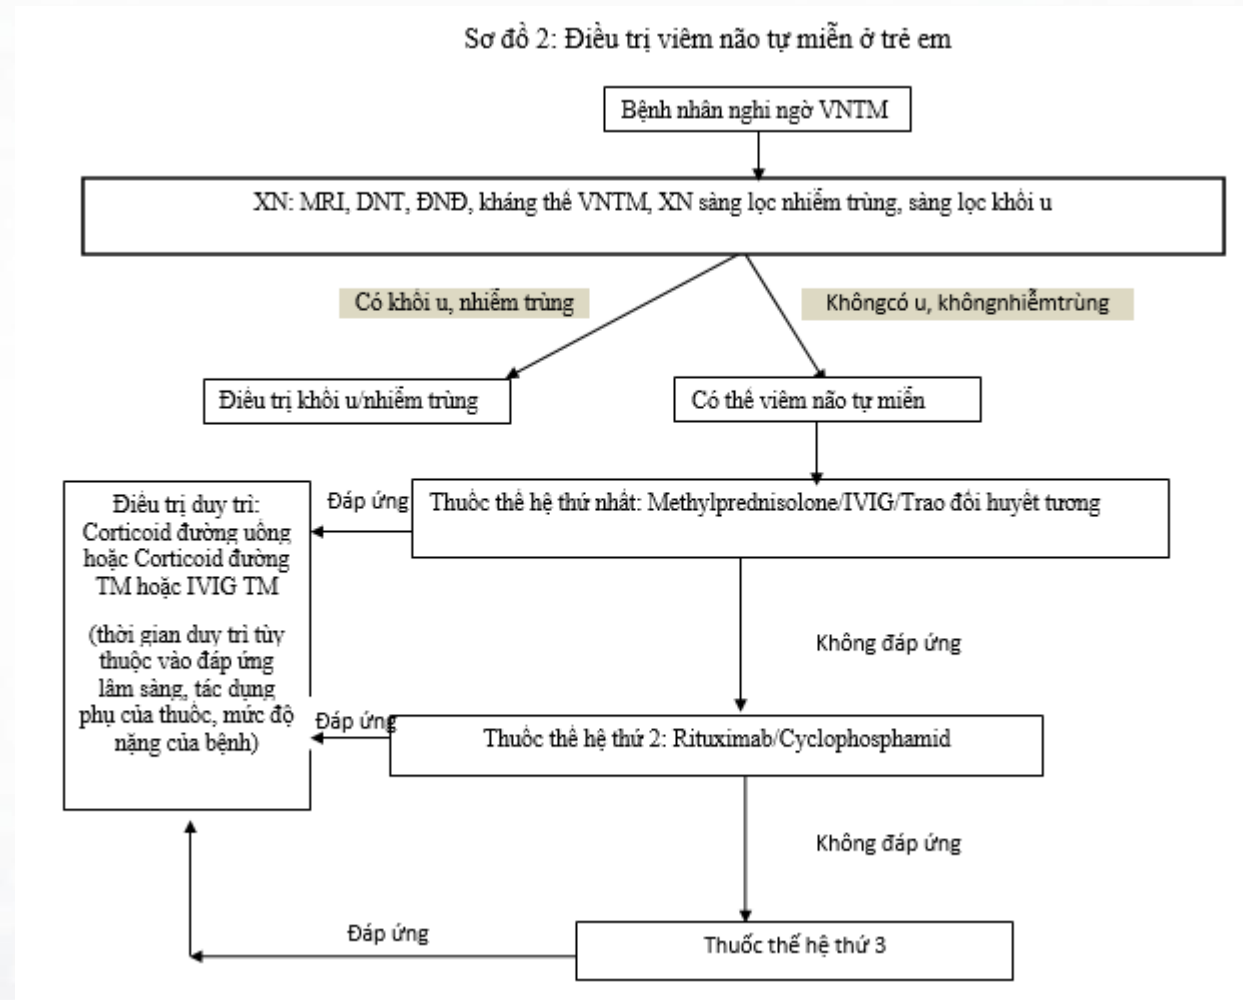 Sơ đồ 2: Điều trị viêm não tự miễn ở trẻ em
Bệnh nhân nghi ngờ VNTM
XN: MRI, DNT, ĐNĐ, kháng thể VNTM, XN sàng lọc nhiễm trùng, sàng lọc khối u
Có khối u, nhiễm trùng
Khôngcó u, khôngnhiễmtrùng
Điều trị khối u/nhiễm trùng
Có thể viêm não tự miễn
Thuốc thế hệ thứ nhất: Methylprednisolone/IVIG/Trao đổi huyết tương
Đáp ứng
Điều trị duy trì:
Corticoid đường uống
hoặc Corticoid đường
TM hoặc IVIG TM
(thời gian duy trì tùy
thuộc vào đáp ứng
lâm sàng, tác dụng
phụ của thuốc, mức độ
nặng của bệnh)
Không đáp ứng
Đáp ứng
Thuốc thế hệ thứ 2: Rituximab/Cyclophosphamid
Không đáp ứng
Đáp ứng
Thuốc thế hệ thứ 3